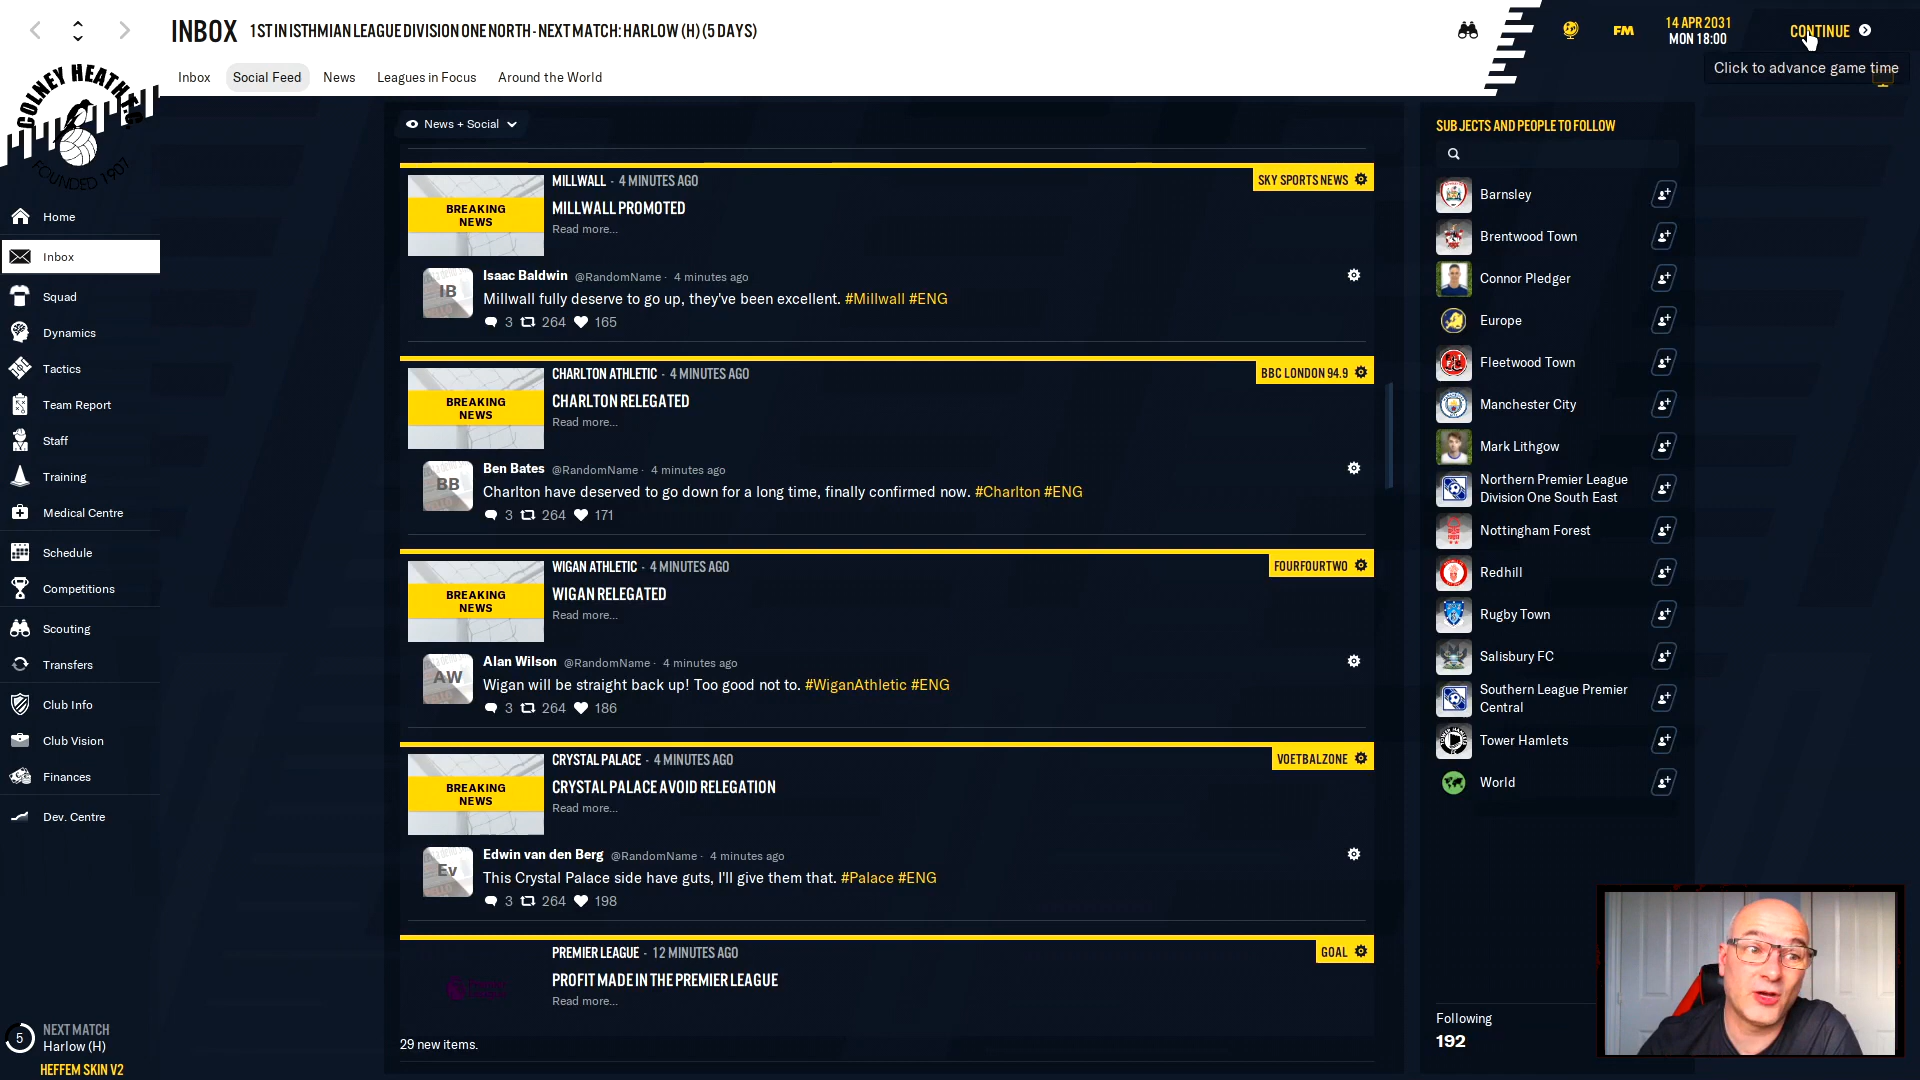 INBOX
1ST IN ISTHMIAN LEAGUE DIVISION ONE NORTH - NEXT MATCH: HARLOW (H) (5 DAYS)
FM
14 APR 2031
MON 18:00
CONTINUE
Click to advance game time
Inbox
Social Feed
News
Leagues in Focus
Around the World
COLNEY HEATH
FOUNDED 1907
Home
Inbox
Squad
Dynamics
Tactics
Team Report
Staff
Training
Medical Centre
Schedule
Competitions
Scouting
Transfers
Club Info
Club Vision
Finances
Dev. Centre
5
NEXT MATCH
Harlow (H)
HEFFEM SKIN V2
News + Social
BREAKING NEWS
MILLWALL - 4 MINUTES AGO
SKY SPORTS NEWS
MILLWALL PROMOTED
Read more...
IB
Isaac Baldwin @RandomName · 4 minutes ago
Millwall fully deserve to go up, they've been excellent. #Millwall #ENG
3 264 165
BREAKING NEWS
CHARLTON ATHLETIC - 4 MINUTES AGO
BBC LONDON 94.9
CHARLTON RELEGATED
Read more...
BB
Ben Bates @RandomName · 4 minutes ago
Charlton have deserved to go down for a long time, finally confirmed now. #Charlton #ENG
3 264 171
BREAKING NEWS
WIGAN ATHLETIC - 4 MINUTES AGO
FOURFOURTWO
WIGAN RELEGATED
Read more...
AW
Alan Wilson @RandomName · 4 minutes ago
Wigan will be straight back up! Too good not to. #WiganAthletic #ENG
3 264 186
BREAKING NEWS
CRYSTAL PALACE - 4 MINUTES AGO
VOETBALZONE
CRYSTAL PALACE AVOID RELEGATION
Read more...
Ev
Edwin van den Berg @RandomName · 4 minutes ago
This Crystal Palace side have guts, I'll give them that. #Palace #ENG
3 264 198
PREMIER LEAGUE - 12 MINUTES AGO
GOAL
PROFIT MADE IN THE PREMIER LEAGUE
Read more...
29 new items.
SUBJECTS AND PEOPLE TO FOLLOW
Barnsley
Brentwood Town
Connor Pledger
Europe
Fleetwood Town
Manchester City
Mark Lithgow
Northern Premier League
Division One South East
Nottingham Forest
Redhill
Rugby Town
Salisbury FC
Southern League Premier
Central
Tower Hamlets
World
Following
192